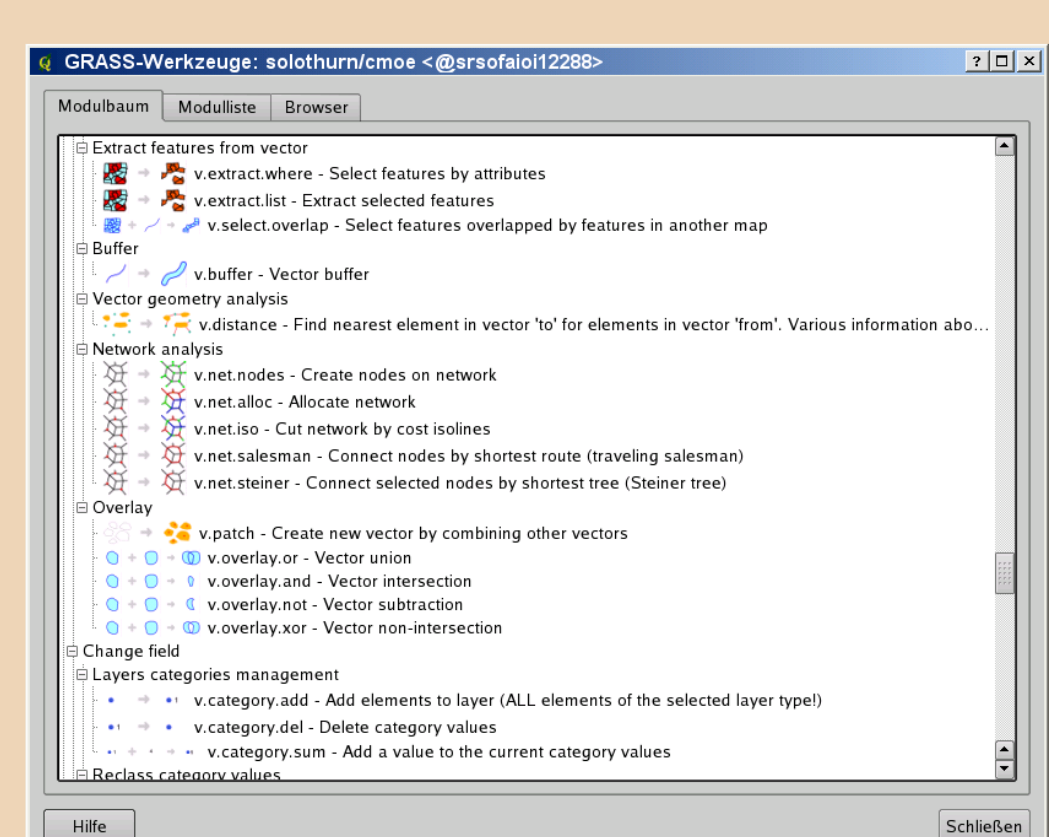 GRASS-Werkzeuge: solothurn/cmoe <@srsofaioi12288>
Modulbaum Modulliste Browser
Extract features from vector
v.extract.where - Select features by attributes
v.extract.list - Extract selected features
v.select.overlap - Select features overlapped by features in another map
Buffer
v.buffer - Vector buffer
Vector geometry analysis
v.distance - Find nearest element in vector 'to' for elements in vector 'from'. Various information abo...
Network analysis
v.net.nodes - Create nodes on network
v.net.alloc - Allocate network
v.net.iso - Cut network by cost isolines
v.net.salesman - Connect nodes by shortest route (traveling salesman)
v.net.steiner - Connect selected nodes by shortest tree (Steiner tree)
Overlay
v.patch - Create new vector by combining other vectors
v.overlay.or - Vector union
v.overlay.and - Vector intersection
v.overlay.not - Vector subtraction
v.overlay.xor - Vector non-intersection
Change field
Layers categories management
v.category.add - Add elements to layer (ALL elements of the selected layer type!)
v.category.del - Delete category values
v.category.sum - Add a value to the current category values
Reclass category values
Hilfe Schließen